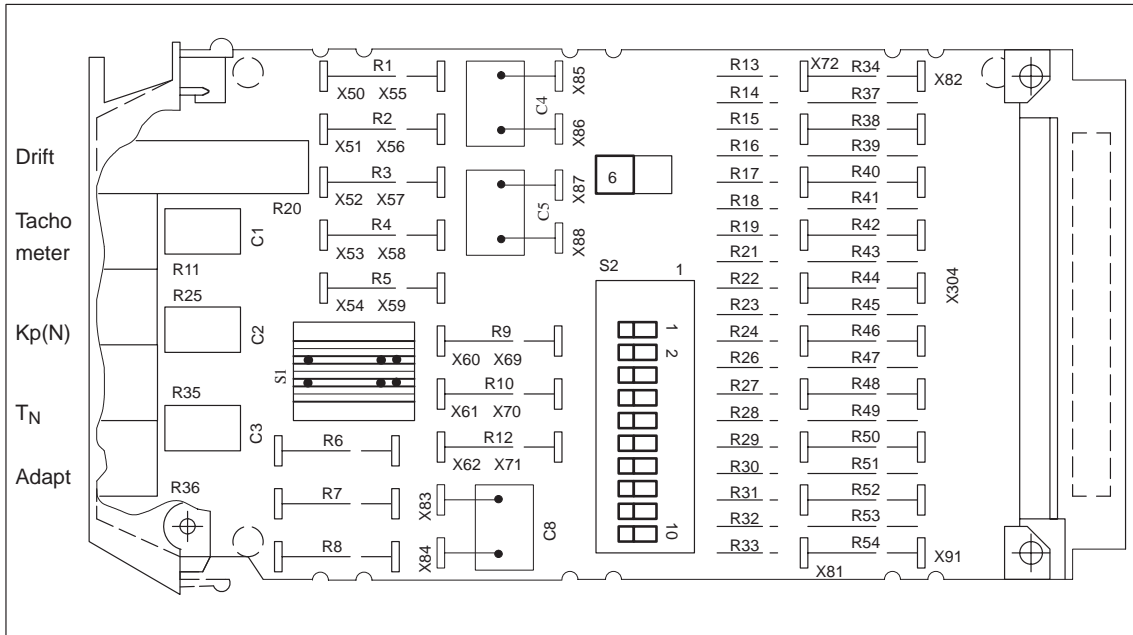 Drift
Tacho
meter
Kp(N)
TN
Adapt
R20
R11
C1
R25
C2
R35
C3
R36
R1
X50 X55
R2
X51 X56
R3
X52 X57
R4
X53 X58
R5
X54 X59
S1
R6
R7
R8
C4
X85
X86
C5
X87
X88
R9
X60 X69
R10
X61 X70
R12
X62 X71
X83
X84
C8
6
S2
1
1
2
10
R13
R14
R15
R16
R17
R18
R19
R21
R22
R23
R24
R26
R27
R28
R29
R30
R31
R32
R33
X72
R34
X82
R37
R38
R39
R40
R41
R42
R43
R44
R45
R46
R47
R48
R49
R50
R51
R52
R53
R54
X81
X91
X304